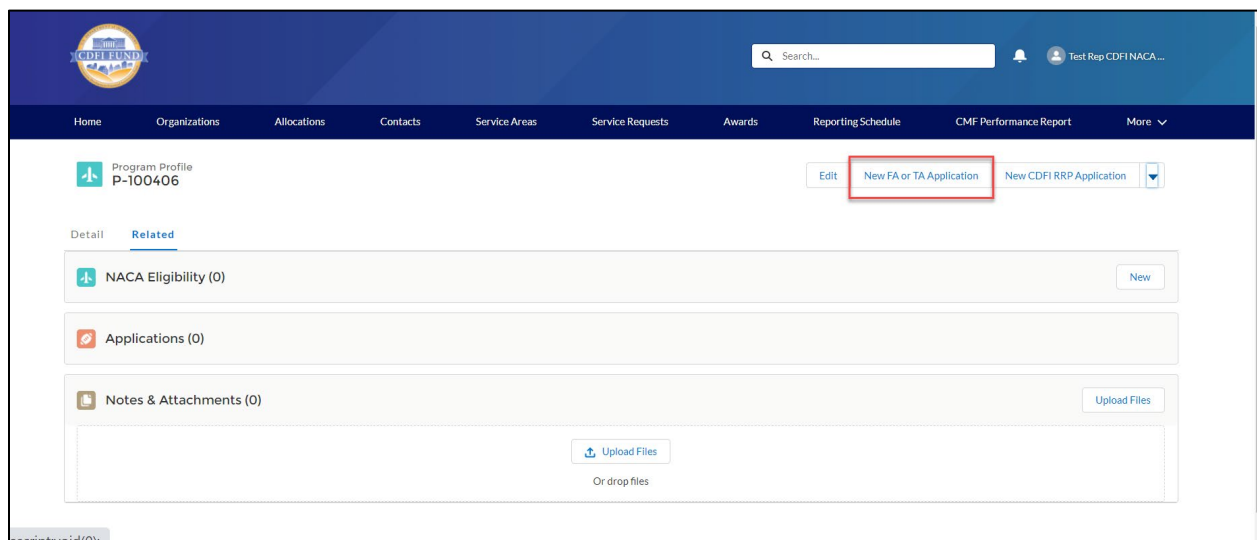 CDFI FUND
Search...
Test Rep CDFI NACA ...
Home Organizations Allocations Contacts Service Areas Service Requests Awards Reporting Schedule CMF Performance Report More
Program Profile
P-100406
Edit New FA or TA Application New CDFI RRP Application
Detail Related
NACA Eligibility (0)
New
Applications (0)
Notes & Attachments (0)
Upload Files
Upload Files
Or drop files